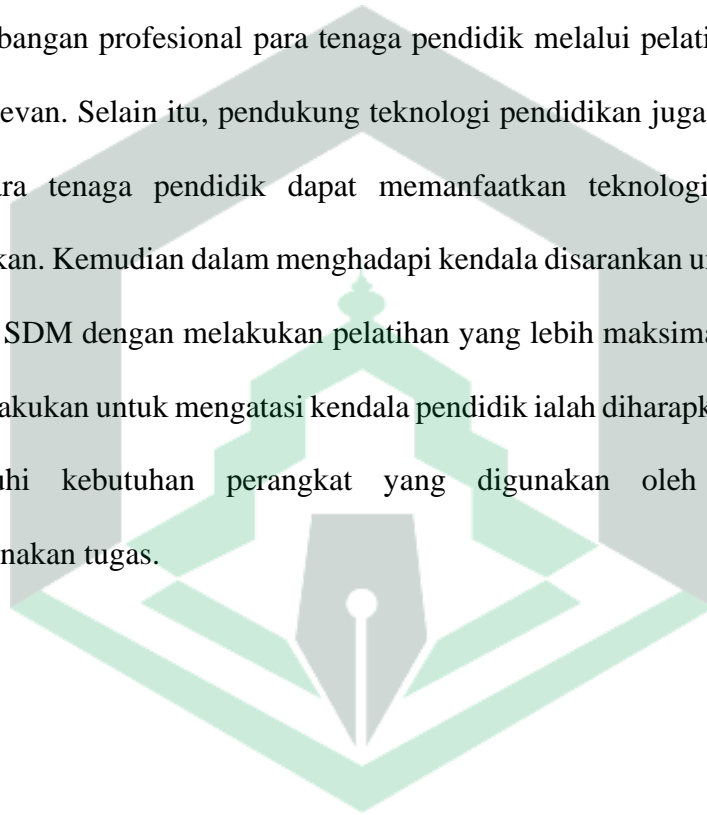 bangan profesional para tenaga pendidik melalui pelati
evan. Selain itu, pendukung teknologi pendidikan juga
ara tenaga pendidik dapat memanfaatkan teknologi
kan. Kemudian dalam menghadapi kendala disarankan u
SDM dengan melakukan pelatihan yang lebih maksima
akukan untuk mengatasi kendala pendidik ialah diharapk
uhi kebutuhan perangkat yang digunakan oleh
nakan tugas.